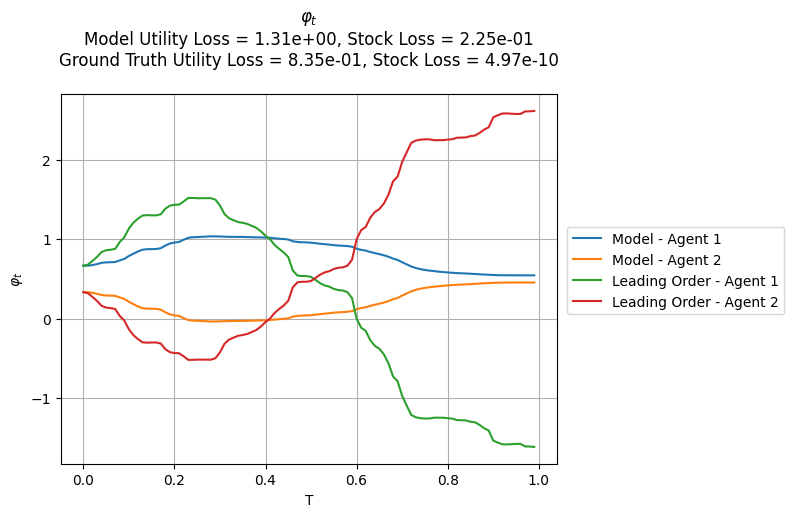 φt
Model Utility Loss = 1.31e+00, Stock Loss = 2.25e-01
Ground Truth Utility Loss = 8.35e-01, Stock Loss = 4.97e-10
2
1
0
−1
φt
0.0 0.2 0.4 0.6 0.8 1.0
T
Model - Agent 1
Model - Agent 2
Leading Order - Agent 1
Leading Order - Agent 2